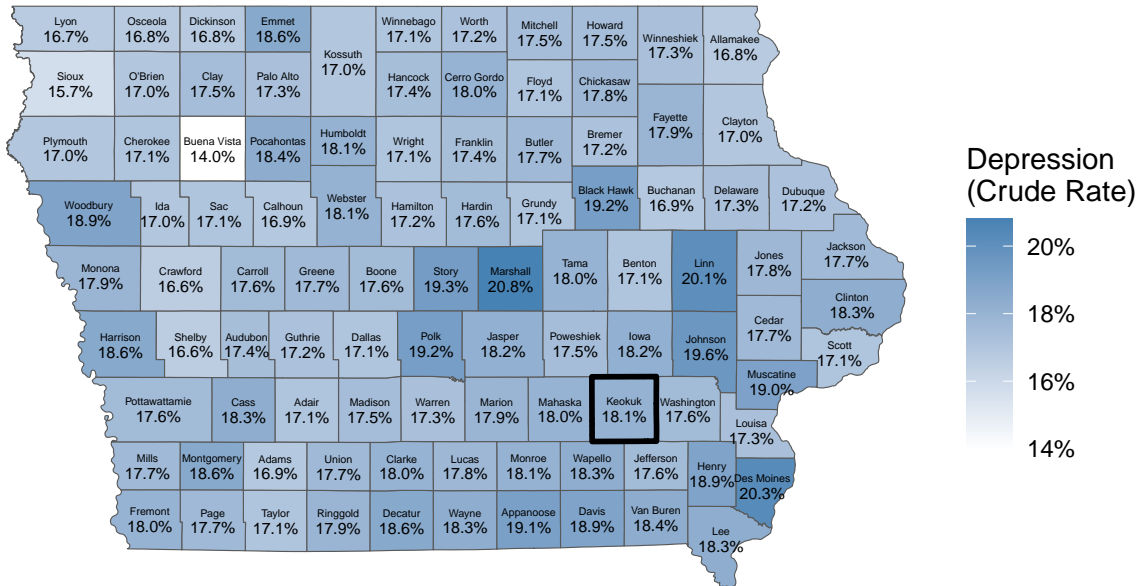 Lyon
16.7%
Osceola
16.8%
Dickinson
16.8%
Emmet
18.6%
Kossuth
17.0%
Winnebago
17.1%
Worth
17.2%
Mitchell
17.5%
Howard
17.5%
Winneshiek
17.3%
Allamakee
16.8%
Sioux
15.7%
O'Brien
17.0%
Clay
17.5%
Palo Alto
17.3%
Hancock
17.4%
Cerro Gordo
18.0%
Floyd
17.1%
Chickasaw
17.8%
Fayette
17.9%
Clayton
17.0%
Plymouth
17.0%
Cherokee
17.1%
Buena Vista
14.0%
Pocahontas
18.4%
Humboldt
18.1%
Wright
17.1%
Franklin
17.4%
Butler
17.7%
Bremer
17.2%
Woodbury
18.9%
Ida
17.0%
Sac
17.1%
Calhoun
16.9%
Webster
18.1%
Hamilton
17.2%
Hardin
17.6%
Grundy
17.1%
Black Hawk
19.2%
Buchanan
16.9%
Delaware
17.3%
Dubuque
17.2%
Monona
17.9%
Crawford
16.6%
Carroll
17.6%
Greene
17.7%
Boone
17.6%
Story
19.3%
Marshall
20.8%
Tama
18.0%
Benton
17.1%
Linn
20.1%
Jones
17.8%
Jackson
17.7%
Clinton
18.3%
Harrison
18.6%
Shelby
16.6%
Audubon
17.4%
Guthrie
17.2%
Dallas
17.1%
Polk
19.2%
Jasper
18.2%
Poweshiek
17.5%
Iowa
18.2%
Johnson
19.6%
Cedar
17.7%
Scott
17.1%
Muscatine
19.0%
Pottawattamie
17.6%
Cass
18.3%
Adair
17.1%
Madison
17.5%
Warren
17.3%
Marion
17.9%
Mahaska
18.0%
Keokuk
18.1%
Washington
17.6%
Louisa
17.3%
Mills
17.7%
Montgomery
18.6%
Adams
16.9%
Union
17.7%
Clarke
18.0%
Lucas
17.8%
Monroe
18.1%
Wapello
18.3%
Jefferson
17.6%
Henry
18.9%
Des Moines
20.3%
Fremont
18.0%
Page
17.7%
Taylor
17.1%
Ringgold
17.9%
Decatur
18.6%
Wayne
18.3%
Appanoose
19.1%
Davis
18.9%
Van Buren
18.4%
Lee
18.3%
Depression
(Crude Rate)
20%
18%
16%
14%